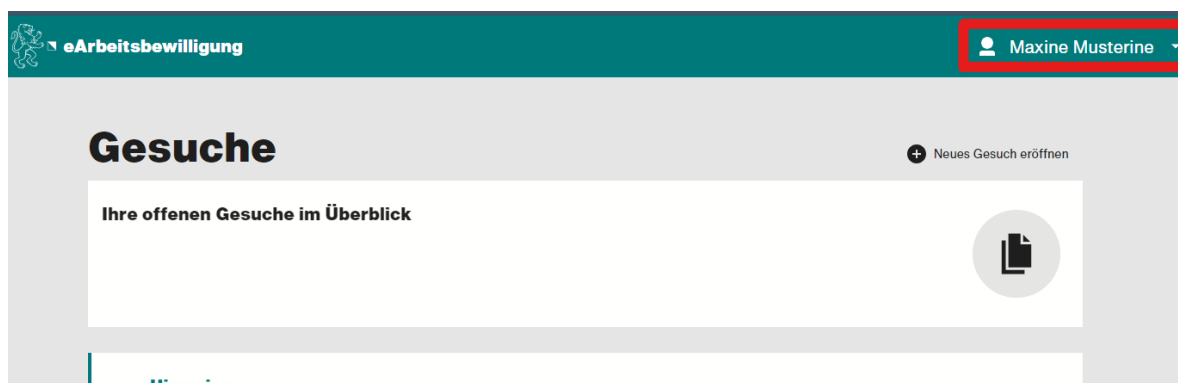 eArbeitsbewilligung
Maxine Musterine
Gesuche
Neues Gesuch eröffnen
Ihre offenen Gesuche im Überblick